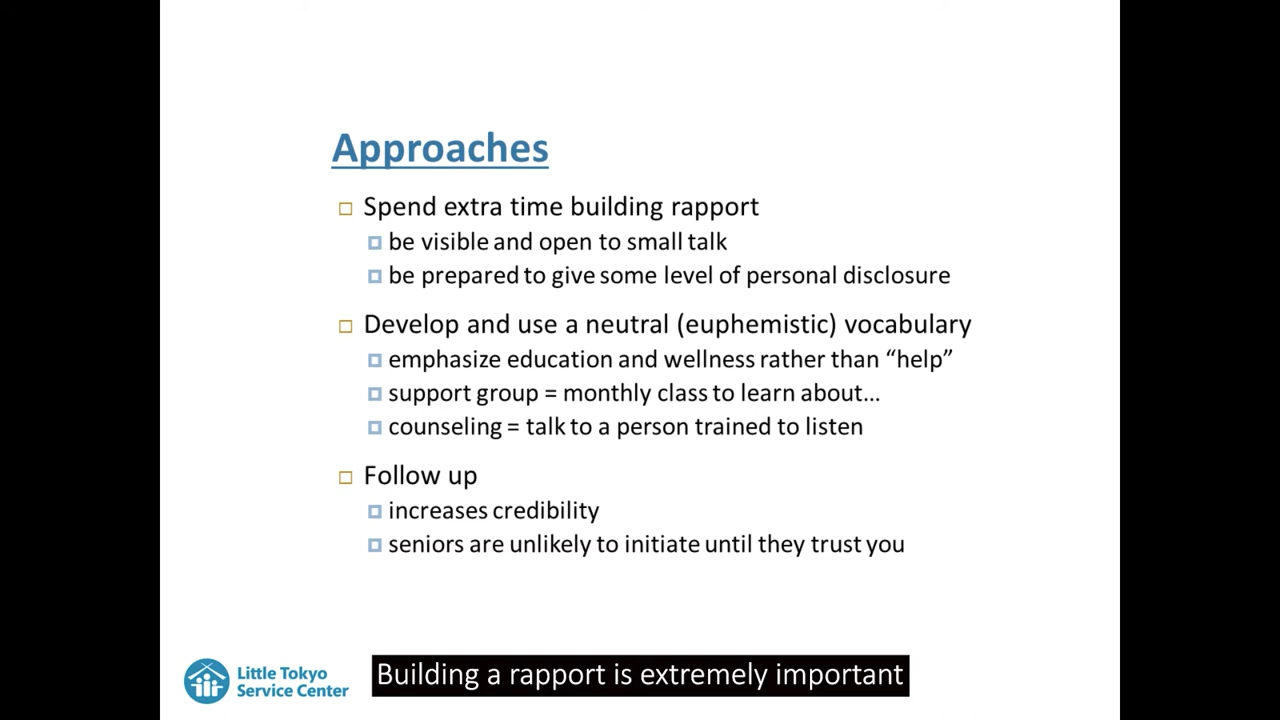 Approaches
Spend extra time building rapport
be visible and open to small talk
be prepared to give some level of personal disclosure
Develop and use a neutral (euphemistic) vocabulary
emphasize education and wellness rather than “help”
support group = monthly class to learn about…
counseling = talk to a person trained to listen
Follow up
increases credibility
seniors are unlikely to initiate until they trust you
Little Tokyo
Service Center
Building a rapport is extremely important